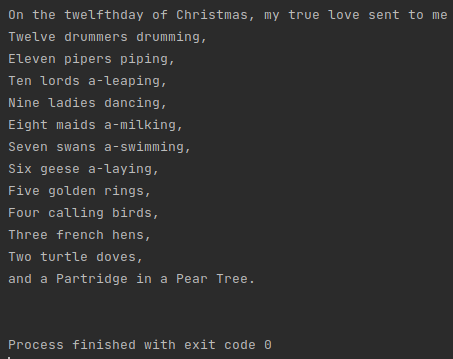 On the twelfthday of Christmas, my true love sent to me
Twelve drummers drumming,
Eleven pipers piping,
Ten lords a-leaping,
Nine ladies dancing,
Eight maids a-milking,
Seven swans a-swimming,
Six geese a-laying,
Five golden rings,
Four calling birds,
Three french hens,
Two turtle doves,
and a Partridge in a Pear Tree.
Process finished with exit code 0